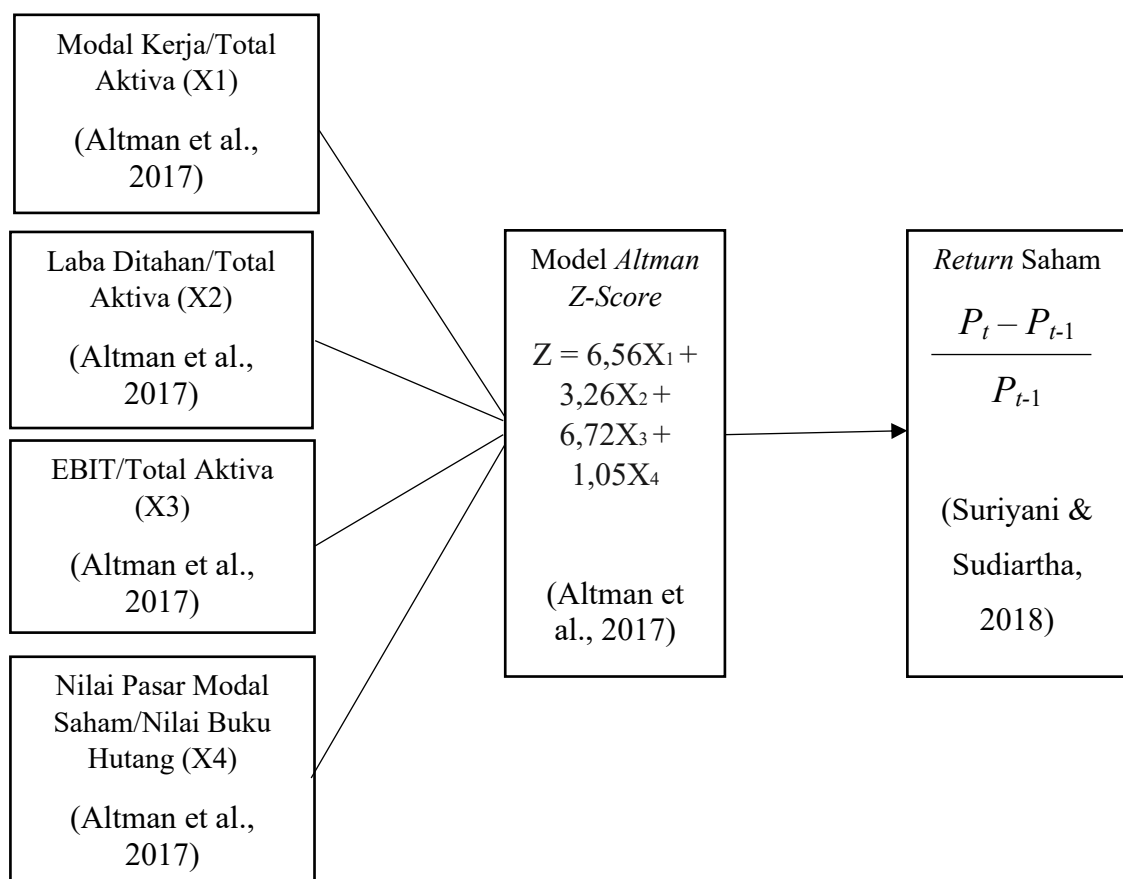 Modal Kerja/Total
Aktiva (X1)
(Altman et al.,
2017)
Laba Ditahan/Total
Aktiva (X2)
(Altman et al.,
2017)
EBIT/Total Aktiva
(X3)
(Altman et al.,
2017)
Nilai Pasar Modal
Saham/Nilai Buku
Hutang (X4)
(Altman et al.,
2017)
Model Altman
Z-Score
Z = 6,56X₁ +
3,26X₂ +
6,72X₃ +
1,05X₄
(Altman et
al., 2017)
Return Saham
Pt – Pt-1
Pt-1
(Suriyani &
Sudiartha,
2018)